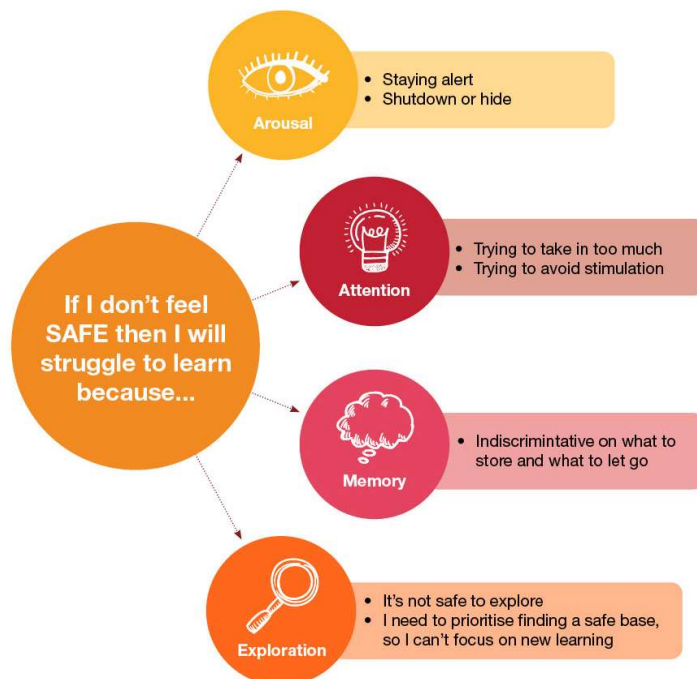 If I don't feel
SAFE then I will
struggle to learn
because...
Arousal
• Staying alert
• Shutdown or hide
Attention
• Trying to take in too much
• Trying to avoid stimulation
Memory
• Indiscrimintative on what to
store and what to let go
Exploration
• It's not safe to explore
• I need to prioritise finding a safe base,
so I can't focus on new learning